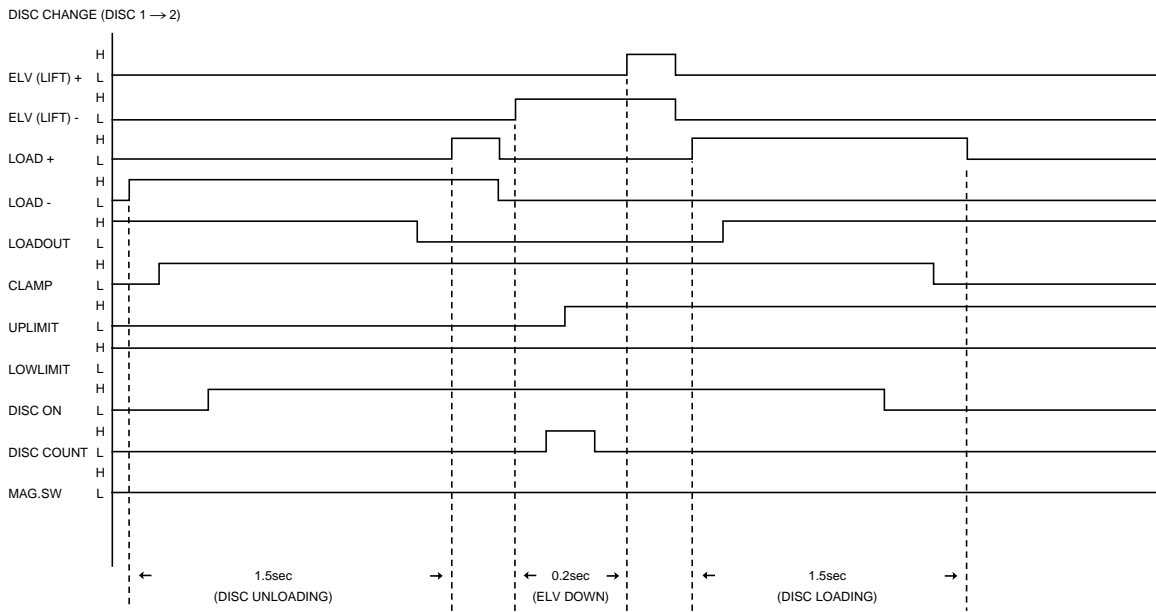 DISC CHANGE (DISC 1 → 2)
H
ELV (LIFT) + L
H
ELV (LIFT) - L
H
LOAD + L
H
LOAD - L
H
LOADOUT L
H
CLAMP L
H
UPLIMIT L
H
LOWLIMIT L
H
DISC ON L
H
DISC COUNT L
H
MAG.SW L
← 1.5sec → ← 0.2sec → ← 1.5sec →
(DISC UNLOADING) (ELV DOWN) (DISC LOADING)